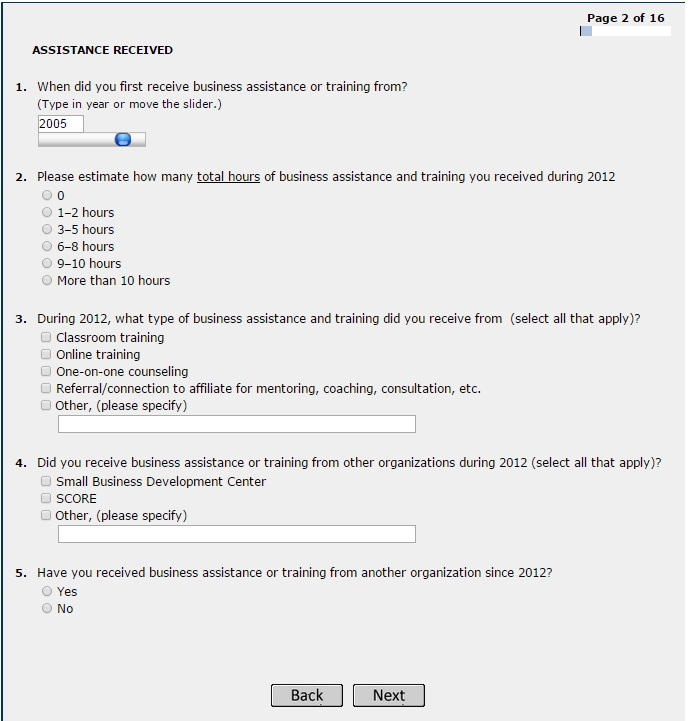 Page 2 of 16
ASSISTANCE RECEIVED
1. When did you first receive business assistance or training from?
(Type in year or move the slider.)
2005
2. Please estimate how many total hours of business assistance and training you received during 2012
0
1–2 hours
3–5 hours
6–8 hours
9–10 hours
More than 10 hours
3. During 2012, what type of business assistance and training did you receive from (select all that apply)?
Classroom training
Online training
One-on-one counseling
Referral/connection to affiliate for mentoring, coaching, consultation, etc.
Other, (please specify)
4. Did you receive business assistance or training from other organizations during 2012 (select all that apply)?
Small Business Development Center
SCORE
Other, (please specify)
5. Have you received business assistance or training from another organization since 2012?
Yes
No
Back Next